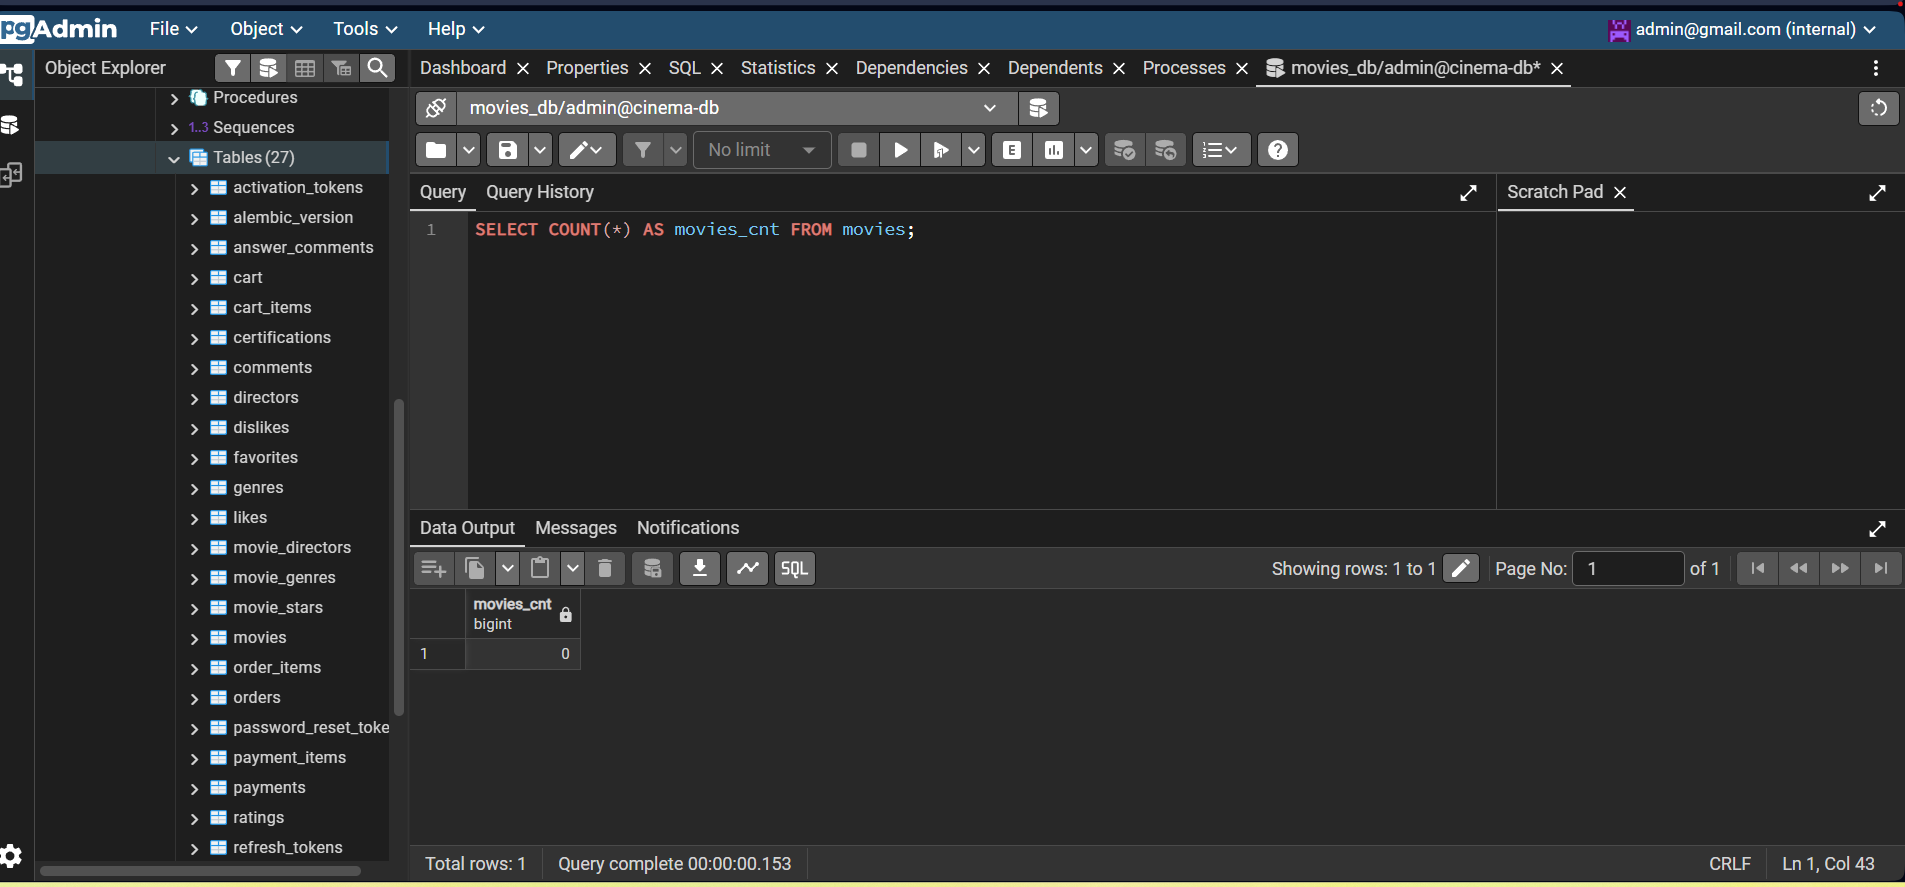 pgAdmin File Object Tools Help admin@gmail.com (internal)
Object Explorer
Dashboard Properties SQL Statistics Dependencies Dependents Processes movies_db/admin@cinema-db*
Procedures
1..3 Sequences
Tables (27)
activation_tokens
alembic_version
answer_comments
cart
cart_items
certifications
comments
directors
dislikes
favorites
genres
likes
movie_directors
movie_genres
movie_stars
movies
order_items
orders
password_reset_toke
payment_items
payments
ratings
refresh_tokens
movies_db/admin@cinema-db
No limit E
Query Query History
Scratch Pad
1 SELECT COUNT(*) AS movies_cnt FROM movies;
Data Output Messages Notifications
SQL Showing rows: 1 to 1 Page No: 1 of 1
movies_cnt
bigint
1 0
Total rows: 1 Query complete 00:00:00.153 CRLF Ln 1, Col 43